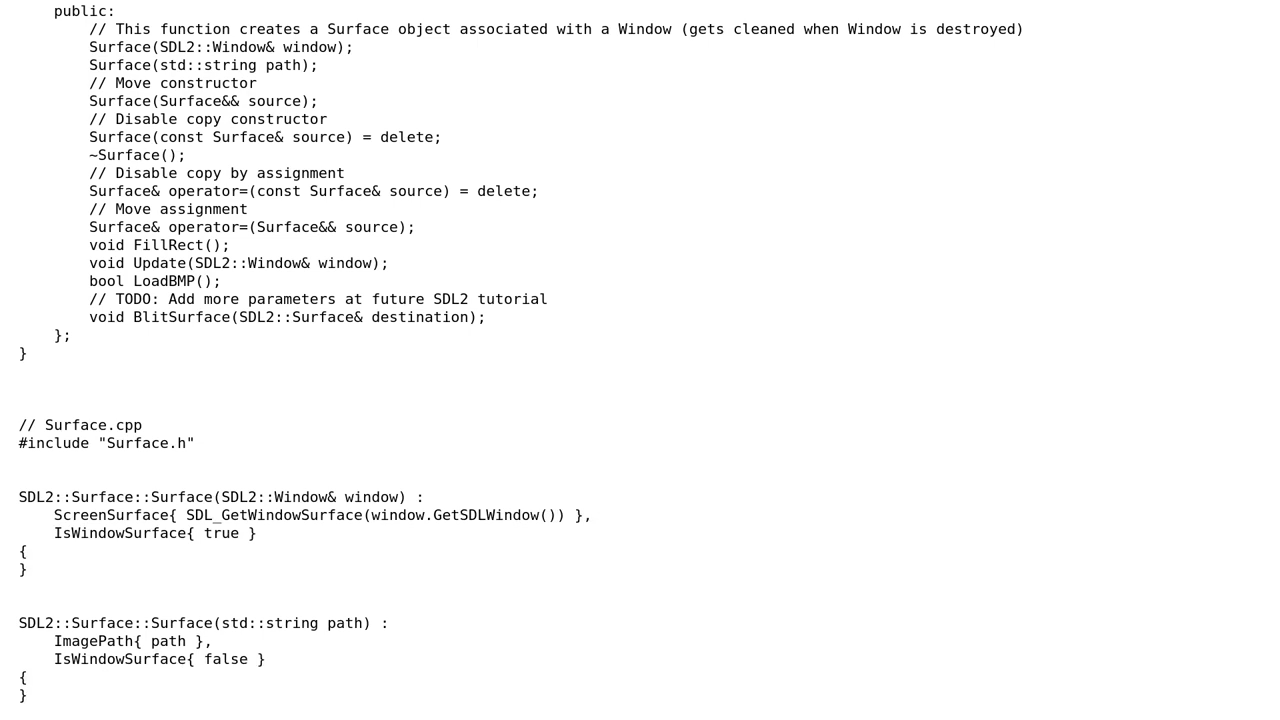 public:
// This function creates a Surface object associated with a Window (gets cleaned when Window is destroyed)
Surface(SDL2::Window& window);
Surface(std::string path);
// Move constructor
Surface(Surface&& source);
// Disable copy constructor
Surface(const Surface& source) = delete;
~Surface();
// Disable copy by assignment
Surface& operator=(const Surface& source) = delete;
// Move assignment
Surface& operator=(Surface&& source);
void FillRect();
void Update(SDL2::Window& window);
bool LoadBMP();
// TODO: Add more parameters at future SDL2 tutorial
void BlitSurface(SDL2::Surface& destination);
};
}
// Surface.cpp
#include "Surface.h"
SDL2::Surface::Surface(SDL2::Window& window) :
ScreenSurface{ SDL_GetWindowSurface(window.GetSDLWindow()) },
IsWindowSurface{ true }
{
}
SDL2::Surface::Surface(std::string path) :
ImagePath{ path },
IsWindowSurface{ false }
{
}